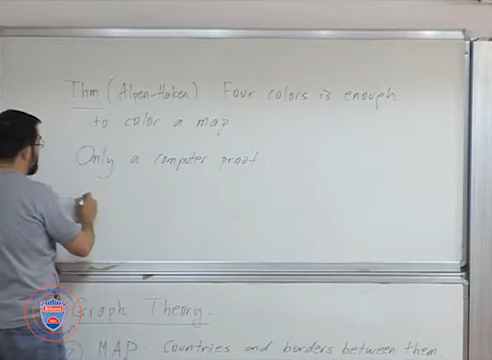 Thm (Alpen-Haken) Four colors is enough
to color a map
Only a computer proof.
Graph Theory.
MAP. Countries and borders between them.